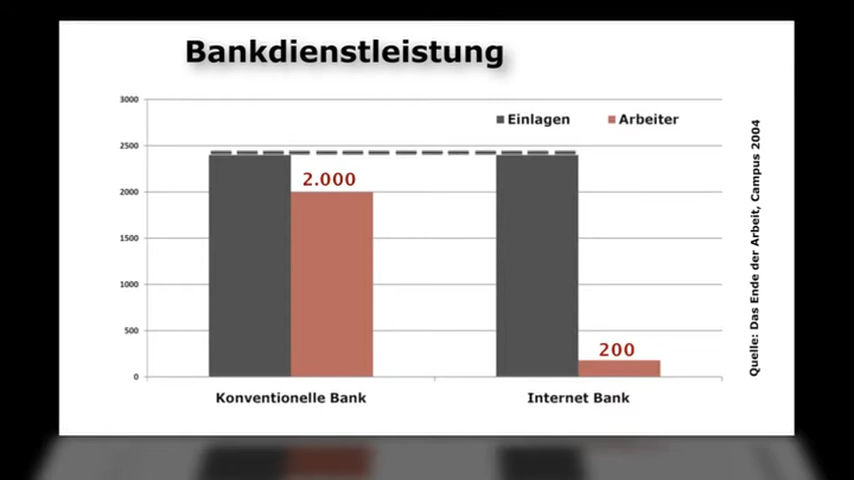 Bankdienstleistung
3000
2500
2000
1500
1000
500
0
Einlagen
Arbeiter
2.000
200
Konventionelle Bank
Internet Bank
Quelle: Das Ende der Arbeit, Campus 2004